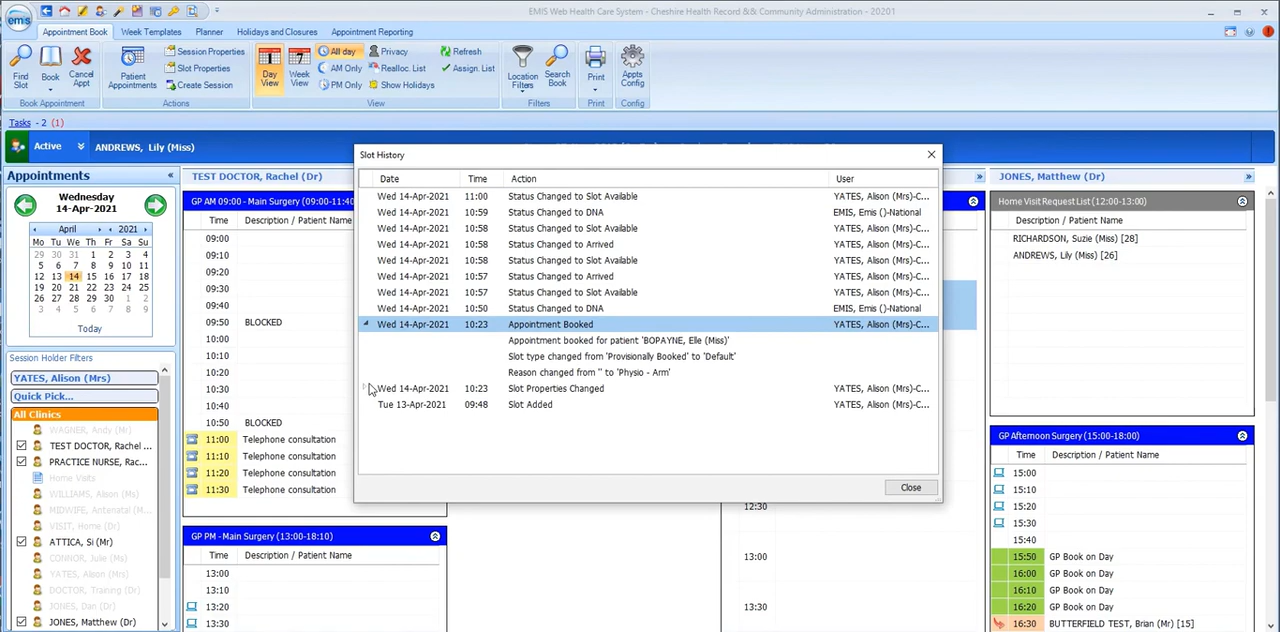 EMIS Web Health Care System - Cheshire Health Record && Community Administration - 20201
emis
Appointment Book
Week Templates
Planner
Holidays and Closures
Appointment Reporting
Find Slot
Book
Cancel Appt
Book Appointment
Patient Appointments
Session Properties
Slot Properties
Create Session
Actions
Day View
Week View
All day
AM Only
PM Only
Privacy
Realloc. List
Show Holidays
Refresh
Assign. List
View
Location Filters
Search Book
Filters
Print
Print
Appts Config
Config
Tasks - 2 (1)
Active
ANDREWS, Lily (Miss)
Appointments
Wednesday
14-Apr-2021
April 2021
Mo Tu We Th Fr Sa Su
29 30 31 1 2 3 4
5 6 7 8 9 10 11
12 13 14 15 16 17 18
19 20 21 22 23 24 25
26 27 28 29 30 1 2
3 4 5 6 7 8 9
Today
Session Holder Filters
YATES, Alison (Mrs)
Quick Pick...
All Clinics
WAGNER, Andy (Mr)
TEST DOCTOR, Rachel ...
PRACTICE NURSE, Rac...
Home Visits
WILLIAMS, Alison (Ms)
MIDWIFE, Antenatal (M...
VISIT, Home (Dr)
ATTICA, Si (Mr)
CONNOR, Julie (Ms)
YATES, Alison (Mrs)
DOCTOR, Training (Dr)
JONES, Dan (Dr)
JONES, Matthew (Dr)
TEST DOCTOR, Rachel (Dr)
GP AM 09:00 - Main Surgery (09:00-11:40
Time Description / Patient Name
09:00
09:10
09:20
09:30
09:40
09:50 BLOCKED
10:00
10:10
10:20
10:30
10:40
10:50 BLOCKED
11:00 Telephone consultation
11:10 Telephone consultation
11:20 Telephone consultation
11:30 Telephone consultation
GP PM - Main Surgery (13:00-18:10)
Time Description / Patient Name
13:00
13:10
13:20
13:30
Slot History
Date Time Action User
Wed 14-Apr-2021 11:00 Status Changed to Slot Available YATES, Alison (Mrs)-C...
Wed 14-Apr-2021 10:59 Status Changed to DNA EMIS, Emis ()-National
Wed 14-Apr-2021 10:58 Status Changed to Slot Available YATES, Alison (Mrs)-C...
Wed 14-Apr-2021 10:58 Status Changed to Arrived YATES, Alison (Mrs)-C...
Wed 14-Apr-2021 10:58 Status Changed to Slot Available YATES, Alison (Mrs)-C...
Wed 14-Apr-2021 10:57 Status Changed to Arrived YATES, Alison (Mrs)-C...
Wed 14-Apr-2021 10:57 Status Changed to Slot Available YATES, Alison (Mrs)-C...
Wed 14-Apr-2021 10:50 Status Changed to DNA EMIS, Emis ()-National
Wed 14-Apr-2021 10:23 Appointment Booked YATES, Alison (Mrs)-C...
Appointment booked for patient 'BOPAYNE, Elle (Miss)'
Slot type changed from 'Provisionally Booked' to 'Default'
Reason changed from '' to 'Physio - Arm'
Wed 14-Apr-2021 10:23 Slot Properties Changed YATES, Alison (Mrs)-C...
Tue 13-Apr-2021 09:48 Slot Added YATES, Alison (Mrs)-C...
Close
12:30
13:00
13:30
JONES, Matthew (Dr)
Home Visit Request List (12:00-13:00)
Description / Patient Name
RICHARDSON, Suzie (Mrs) [28]
ANDREWS, Lily (Miss) [26]
GP Afternoon Surgery (15:00-18:00)
Time Description / Patient Name
15:00
15:10
15:20
15:30
15:40
15:50 GP Book on Day
16:00 GP Book on Day
16:10 GP Book on Day
16:20 GP Book on Day
16:30 BUTTERFIELD TEST, Brian (Mr) [15]